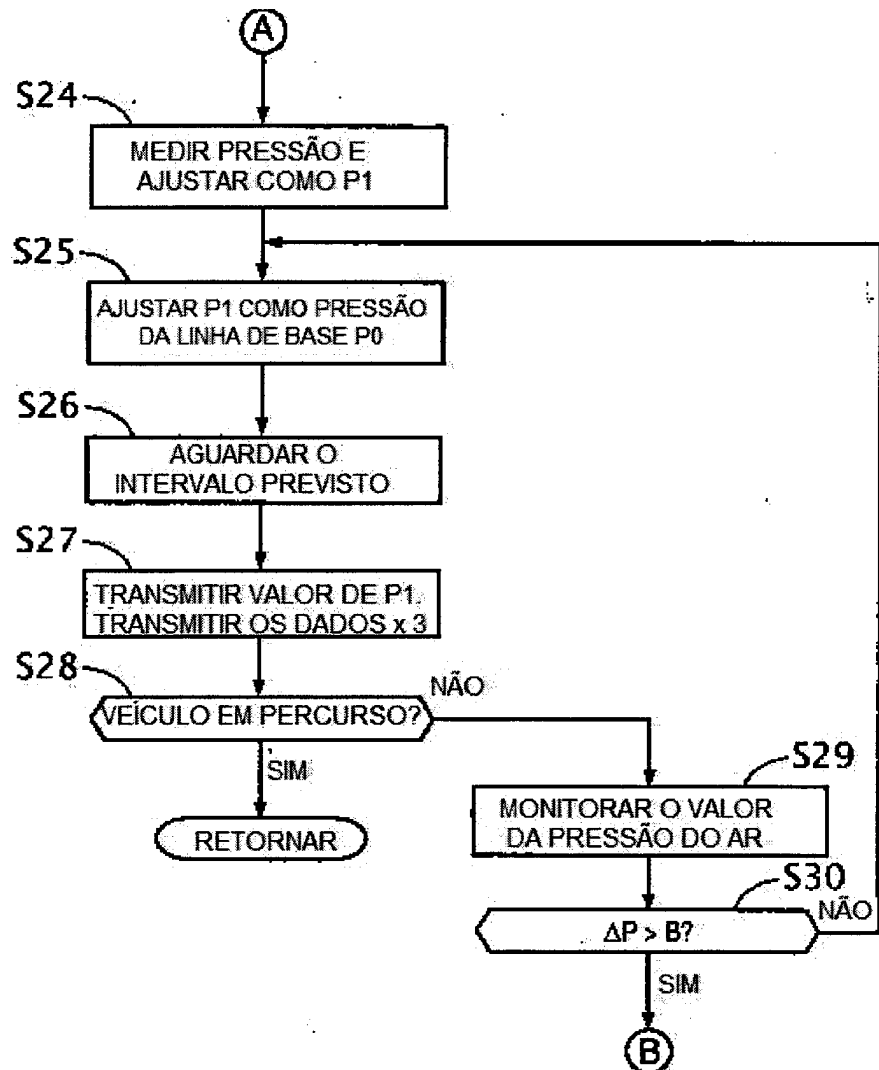 A
S24
MEDIR PRESSÃO E
AJUSTAR COMO P1
S25
AJUSTAR P1 COMO PRESSÃO
DA LINHA DE BASE P0
S26
AGUARDAR O
INTERVALO PREVISTO
S27
TRANSMITIR VALOR DE P1.
TRANSMITIR OS DADOS x 3
S28
VEÍCULO EM PERCURSO?
NÃO
SIM
RETORNAR
S29
MONITORAR O VALOR
DA PRESSÃO DO AR
S30
ΔP > B?
NÃO
SIM
B